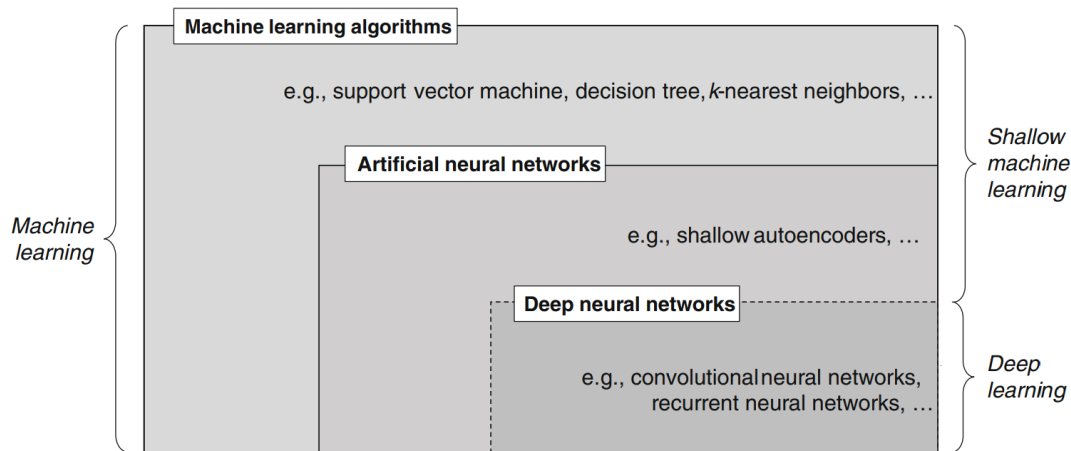 Machine learning algorithms
e.g., support vector machine, decision tree, k-nearest neighbors, …
Shallow
machine
learning
Artificial neural networks
Machine
learning
e.g., shallow autoencoders, …
Deep neural networks
e.g., convolutional neural networks,
recurrent neural networks, …
Deep
learning